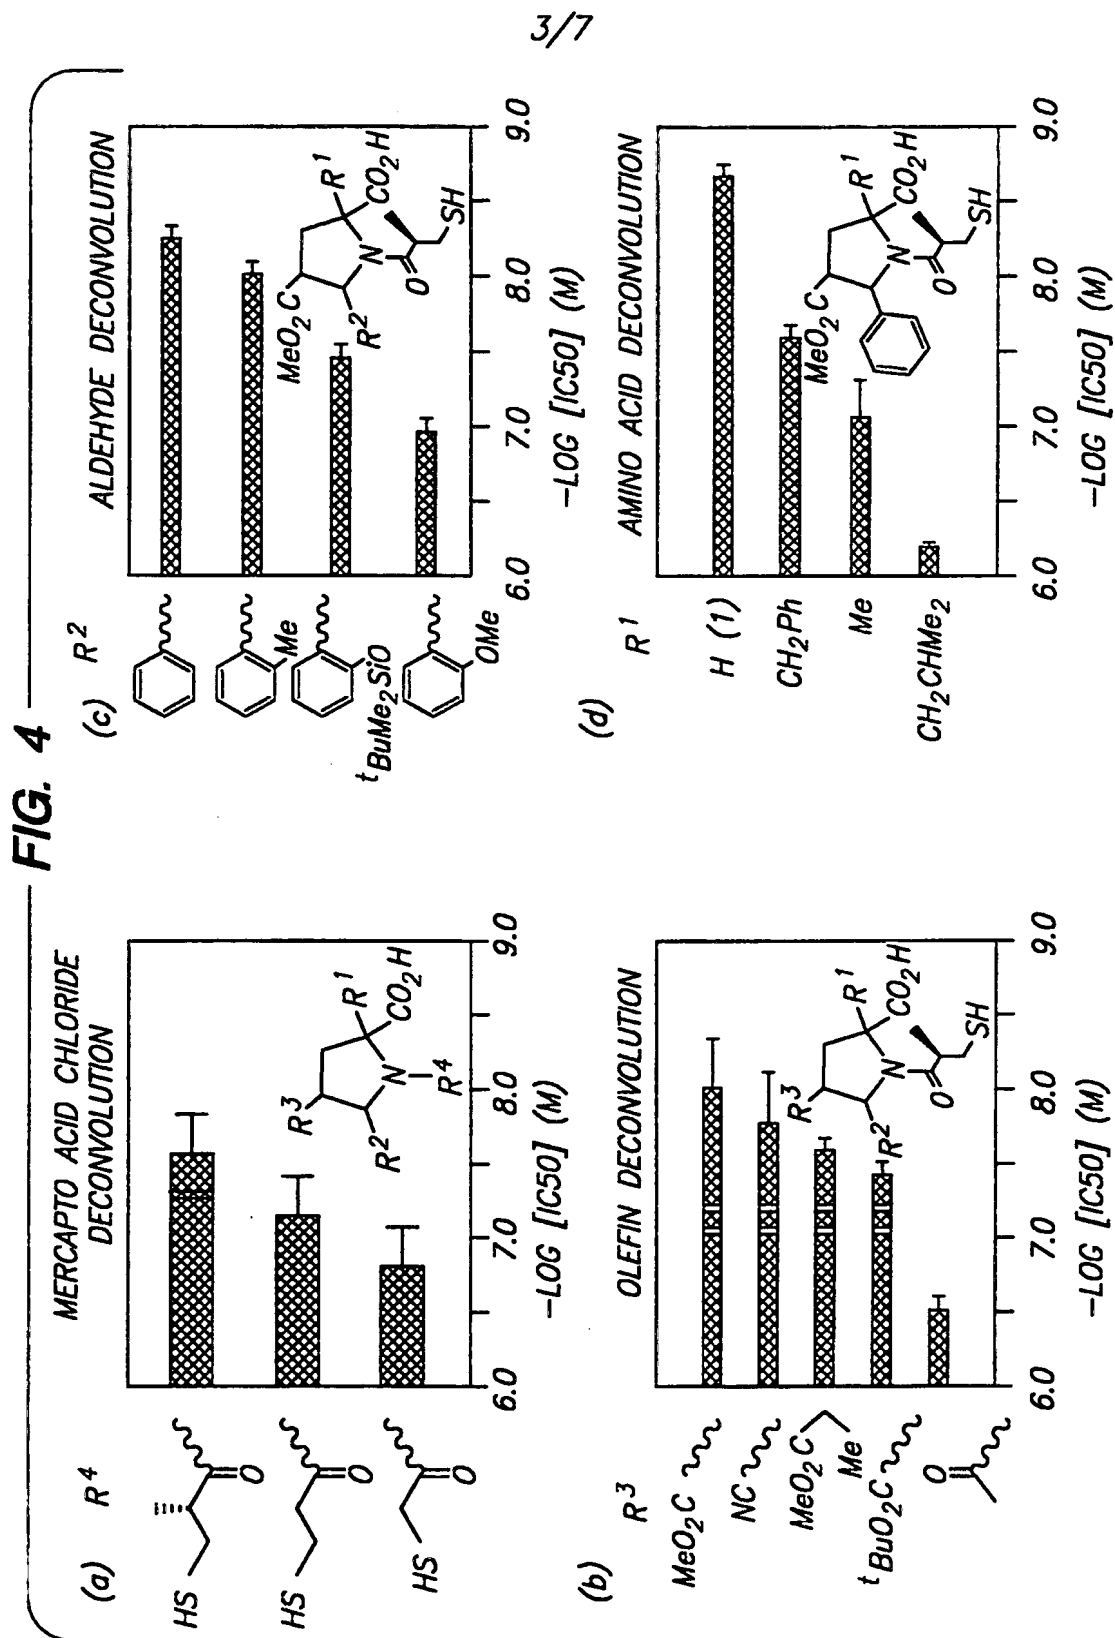 3/7
FIG. 4
(a)
R4
MERCAPTO ACID CHLORIDE
DECONVOLUTION
HS
O
HS
O
HS
O
R3
R1
CO2H
R2
N
R4
6.0 7.0 8.0 9.0
-LOG [IC50] (M)
(b)
R3
OLEFIN DECONVOLUTION
MeO2C
NC
MeO2C
Me
tBuO2C
O
R3
R1
CO2H
R2
N
O
SH
6.0 7.0 8.0 9.0
-LOG [IC50] (M)
(c)
R2
ALDEHYDE DECONVOLUTION
Me
tBuMe2SiO
OMe
MeO2C
R1
CO2H
R2
N
O
SH
6.0 7.0 8.0 9.0
-LOG [IC50] (M)
(d)
R1
AMINO ACID DECONVOLUTION
H (1)
CH2Ph
Me
CH2CHMe2
MeO2C
R1
CO2H
N
O
SH
6.0 7.0 8.0 9.0
-LOG [IC50] (M)